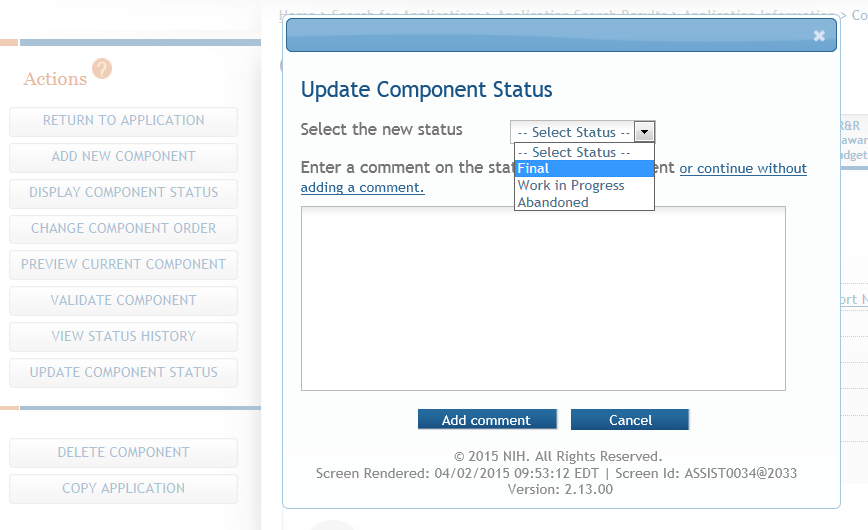 Home > Search for Applications > Application Search Results > Application Information > Co
Actions ?
RETURN TO APPLICATION
ADD NEW COMPONENT
DISPLAY COMPONENT STATUS
CHANGE COMPONENT ORDER
PREVIEW CURRENT COMPONENT
VALIDATE COMPONENT
VIEW STATUS HISTORY
UPDATE COMPONENT STATUS
DELETE COMPONENT
COPY APPLICATION
Update Component Status
Select the new status
-- Select Status --
-- Select Status --
Final
Work in Progress
Abandoned
Enter a comment on the stat ent or continue without
adding a comment.
Add comment
Cancel
© 2015 NIH. All Rights Reserved.
Screen Rendered: 04/02/2015 09:53:12 EDT | Screen Id: ASSIST0034@2033
Version: 2.13.00
R&R
awar
udget
ort N